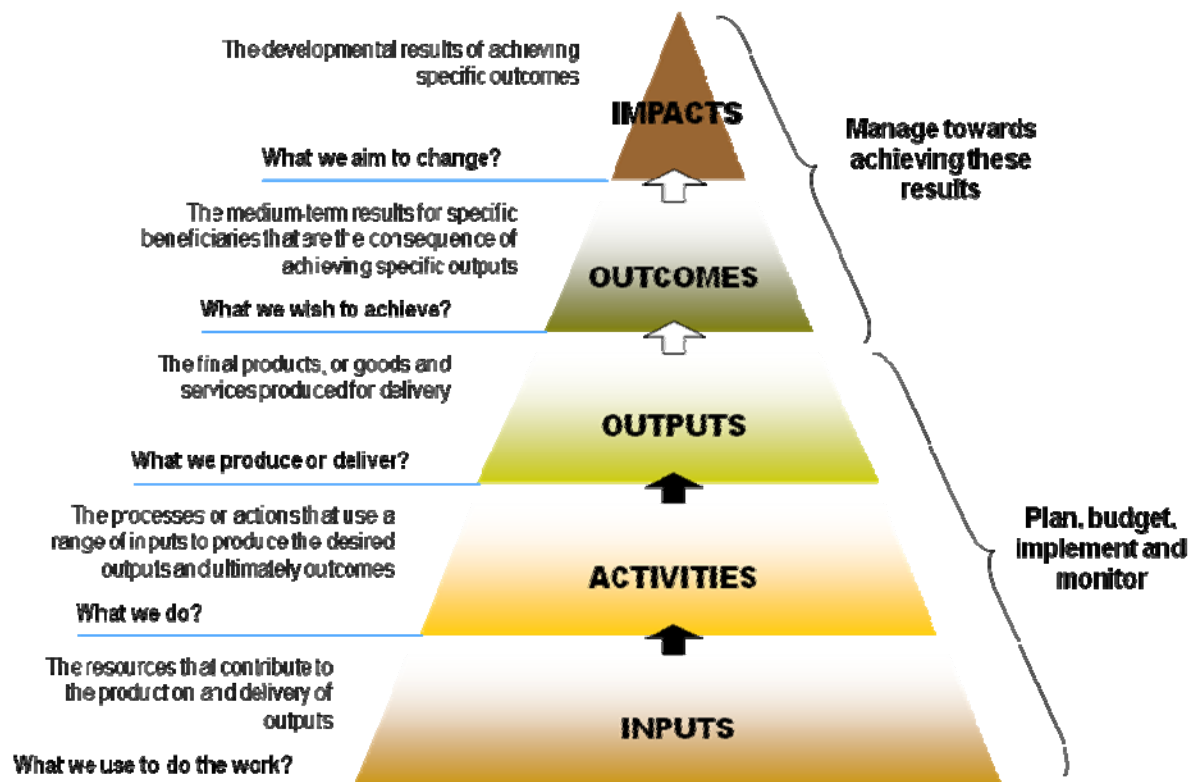 The developmental results of achieving
specific outcomes
IMPACTS
What we aim to change?
Manage towards
achieving these
results
The medium-term results for specific
beneficiaries that are the consequence of
achieving specific outputs
OUTCOMES
What we wish to achieve?
The final products, or goods and
services produced for delivery
OUTPUTS
What we produce or deliver?
The processes or actions that use a
range of inputs to produce the desired
outputs and ultimately outcomes
ACTIVITIES
What we do?
Plan, budget,
implement and
monitor
The resources that contribute to
the production and delivery of
outputs
INPUTS
What we use to do the work?